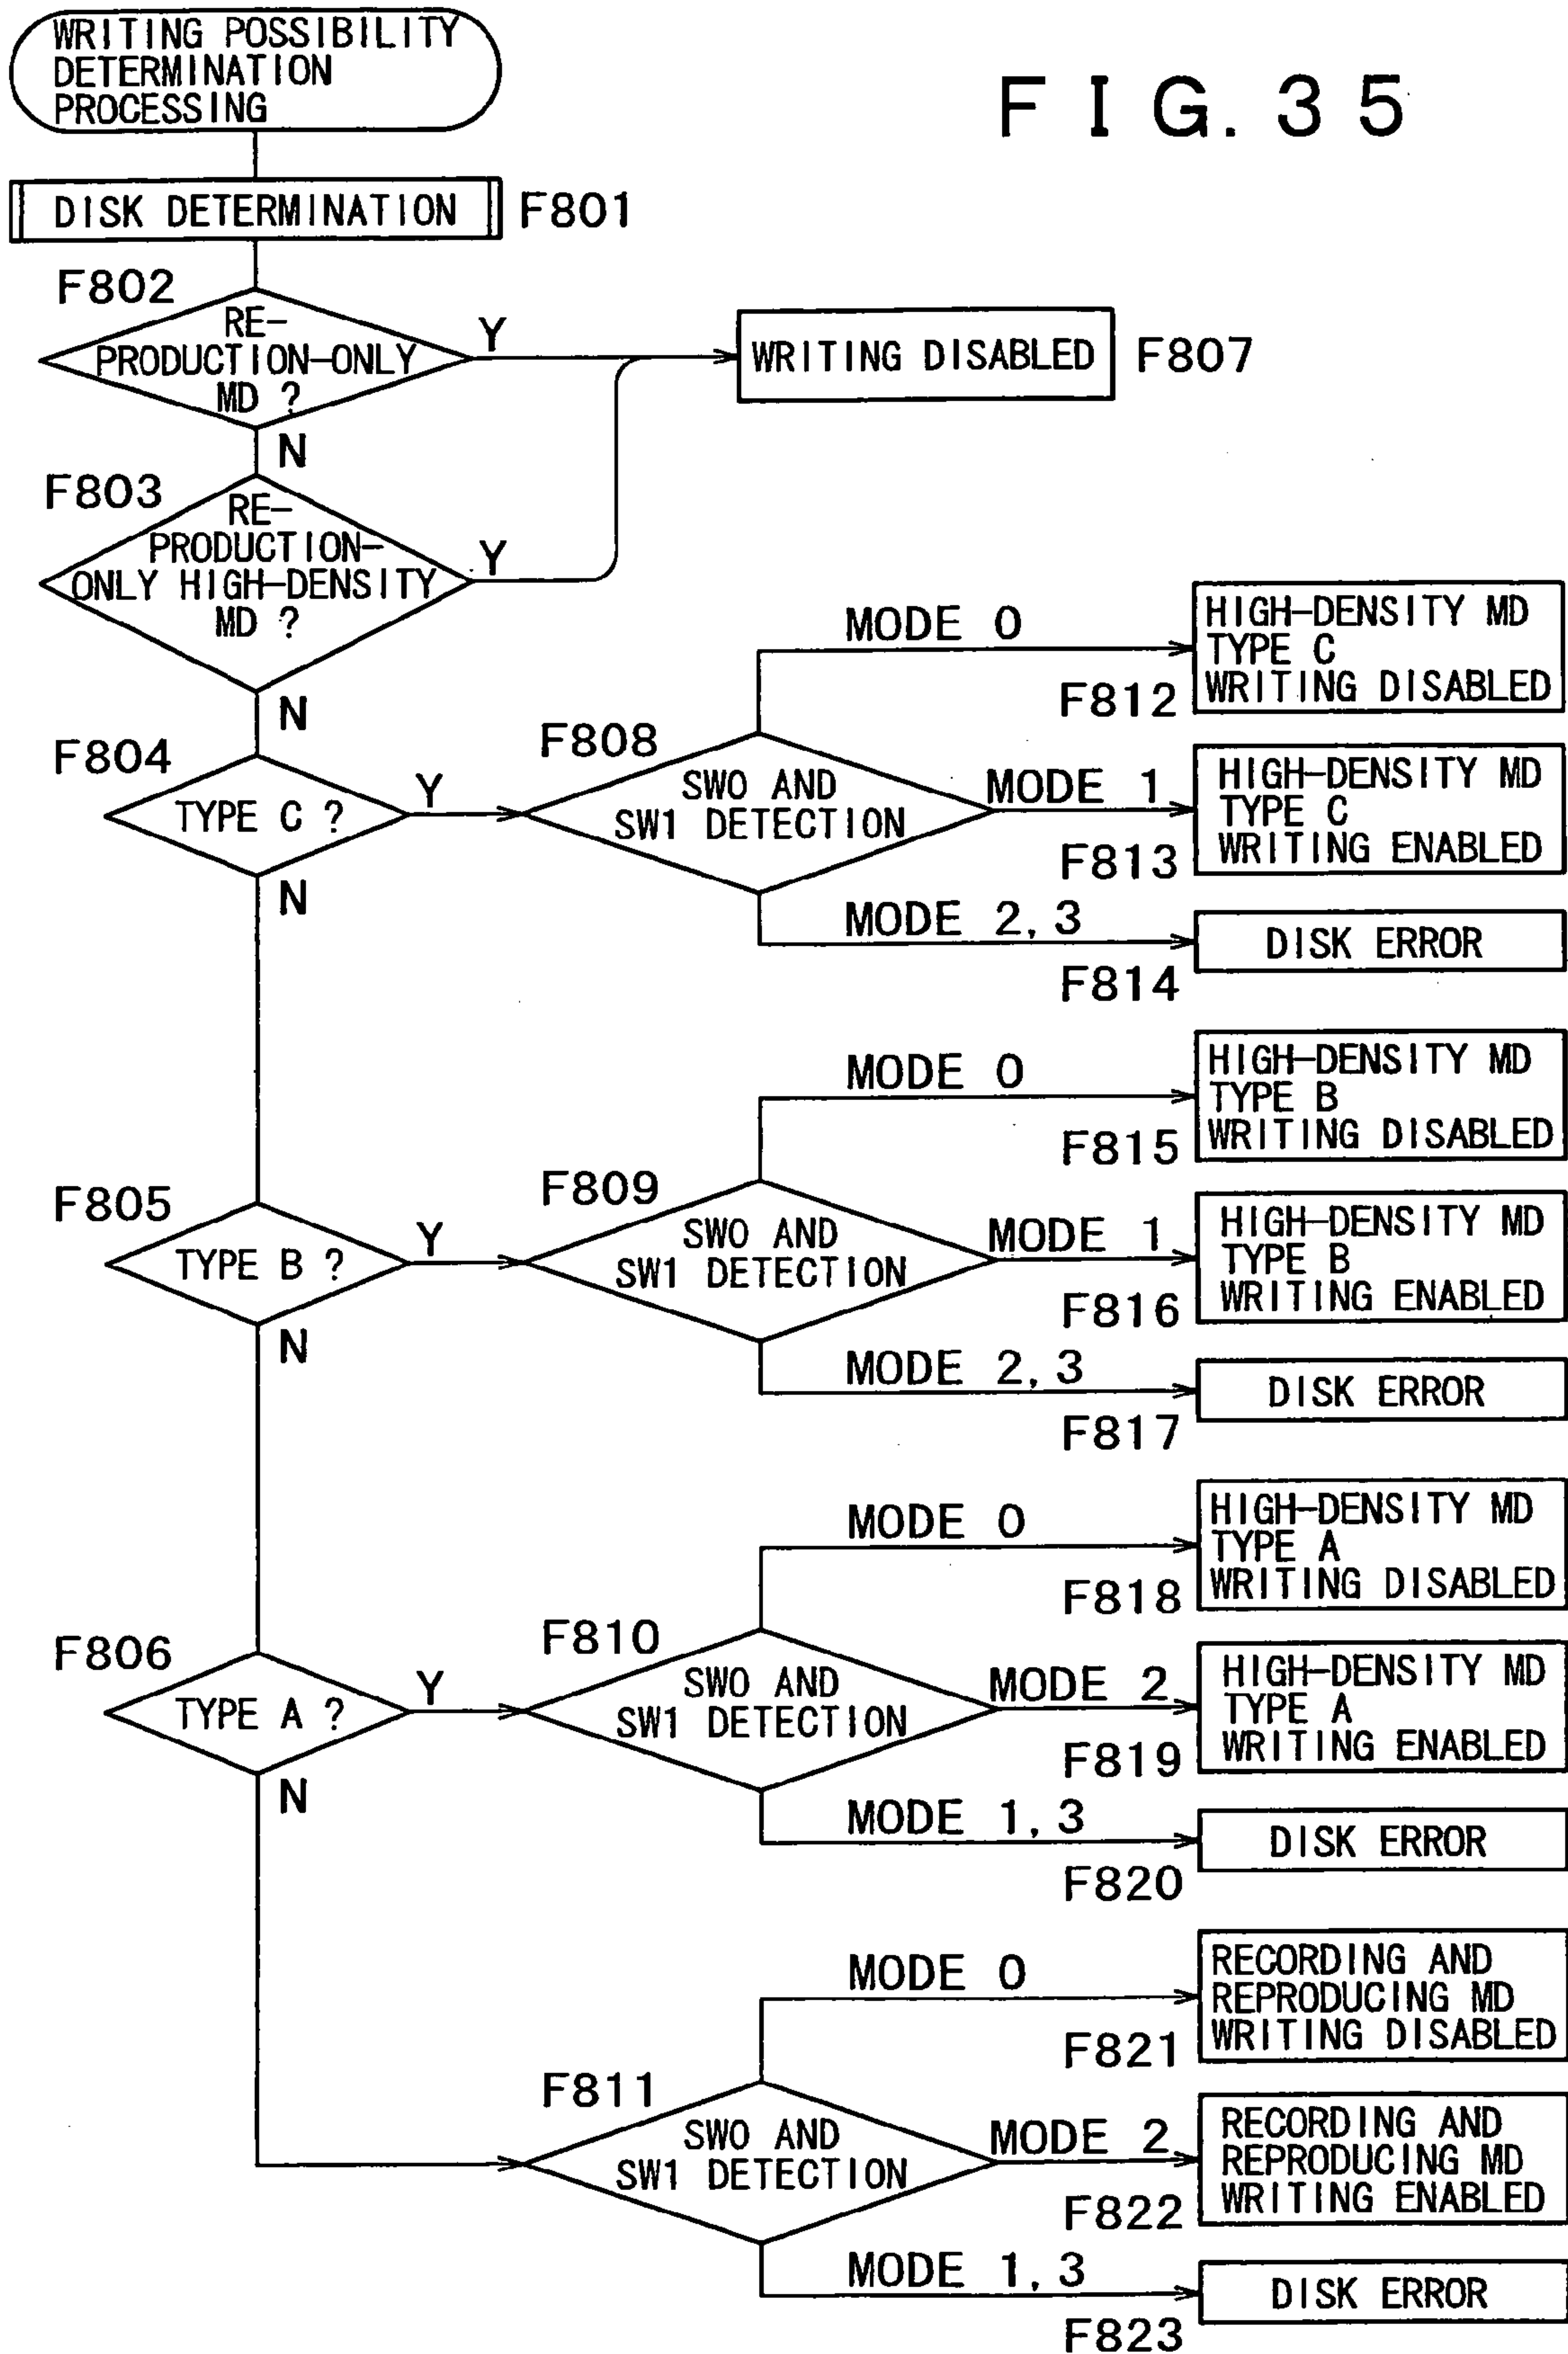 WRITING POSSIBILITY
DETERMINATION
PROCESSING
FIG. 35
DISK DETERMINATION
F801
F802
RE-
PRODUCTION-ONLY
MD ?
Y
N
WRITING DISABLED
F807
F803
RE-
PRODUCTION-
ONLY HIGH-DENSITY
MD ?
Y
N
F804
TYPE C ?
Y
N
F808
SW0 AND
SW1 DETECTION
MODE 0
F812
HIGH-DENSITY MD
TYPE C
WRITING DISABLED
MODE 1
F813
HIGH-DENSITY MD
TYPE C
WRITING ENABLED
MODE 2, 3
F814
DISK ERROR
F805
TYPE B ?
Y
N
F809
SW0 AND
SW1 DETECTION
MODE 0
F815
HIGH-DENSITY MD
TYPE B
WRITING DISABLED
MODE 1
F816
HIGH-DENSITY MD
TYPE B
WRITING ENABLED
MODE 2, 3
F817
DISK ERROR
F806
TYPE A ?
Y
N
F810
SW0 AND
SW1 DETECTION
MODE 0
F818
HIGH-DENSITY MD
TYPE A
WRITING DISABLED
MODE 2
F819
HIGH-DENSITY MD
TYPE A
WRITING ENABLED
MODE 1, 3
F820
DISK ERROR
F811
SW0 AND
SW1 DETECTION
MODE 0
F821
RECORDING AND
REPRODUCING MD
WRITING DISABLED
MODE 2
F822
RECORDING AND
REPRODUCING MD
WRITING ENABLED
MODE 1, 3
F823
DISK ERROR